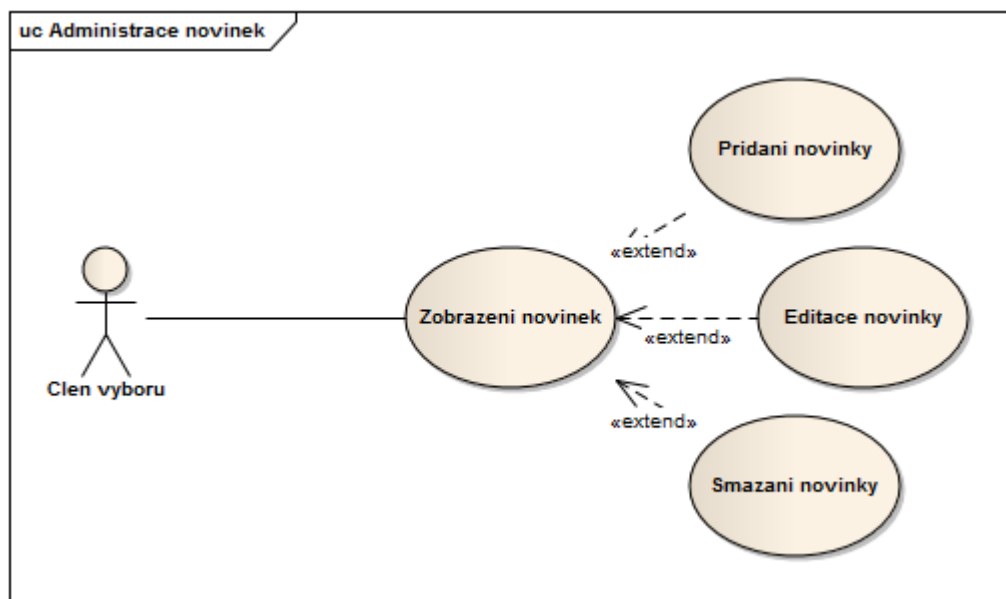 uc Administrace novinek
Pridani novinky
«extend»
Zobrazeni novinek
Editace novinky
«extend»
Clen vyboru
«extend»
Smazani novinky